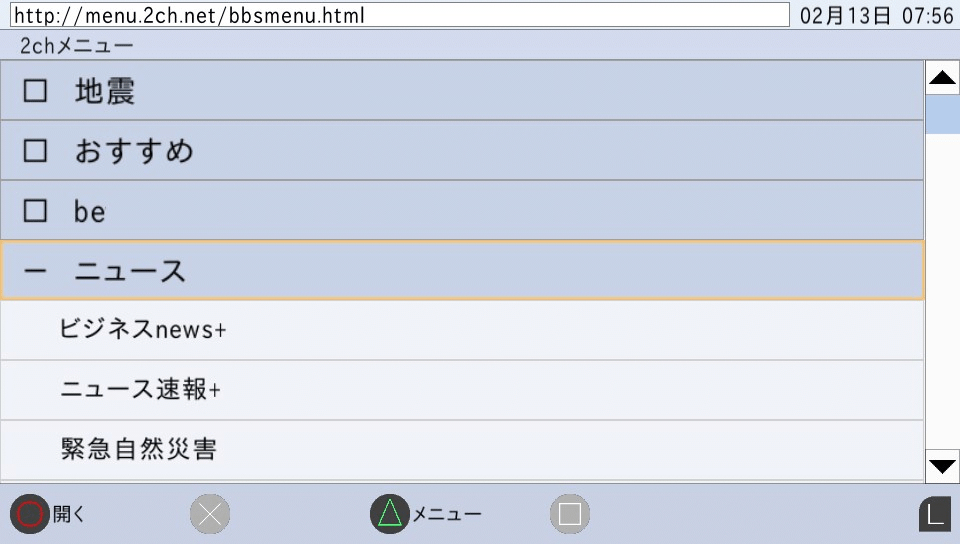 http://menu.2ch.net/bbsmenu.html 02月13日 07:56
2chメニュー
□ 地震
□ おすすめ
□ be
− ニュース
ビジネスnews+
ニュース速報+
緊急自然災害
開く メニュー L